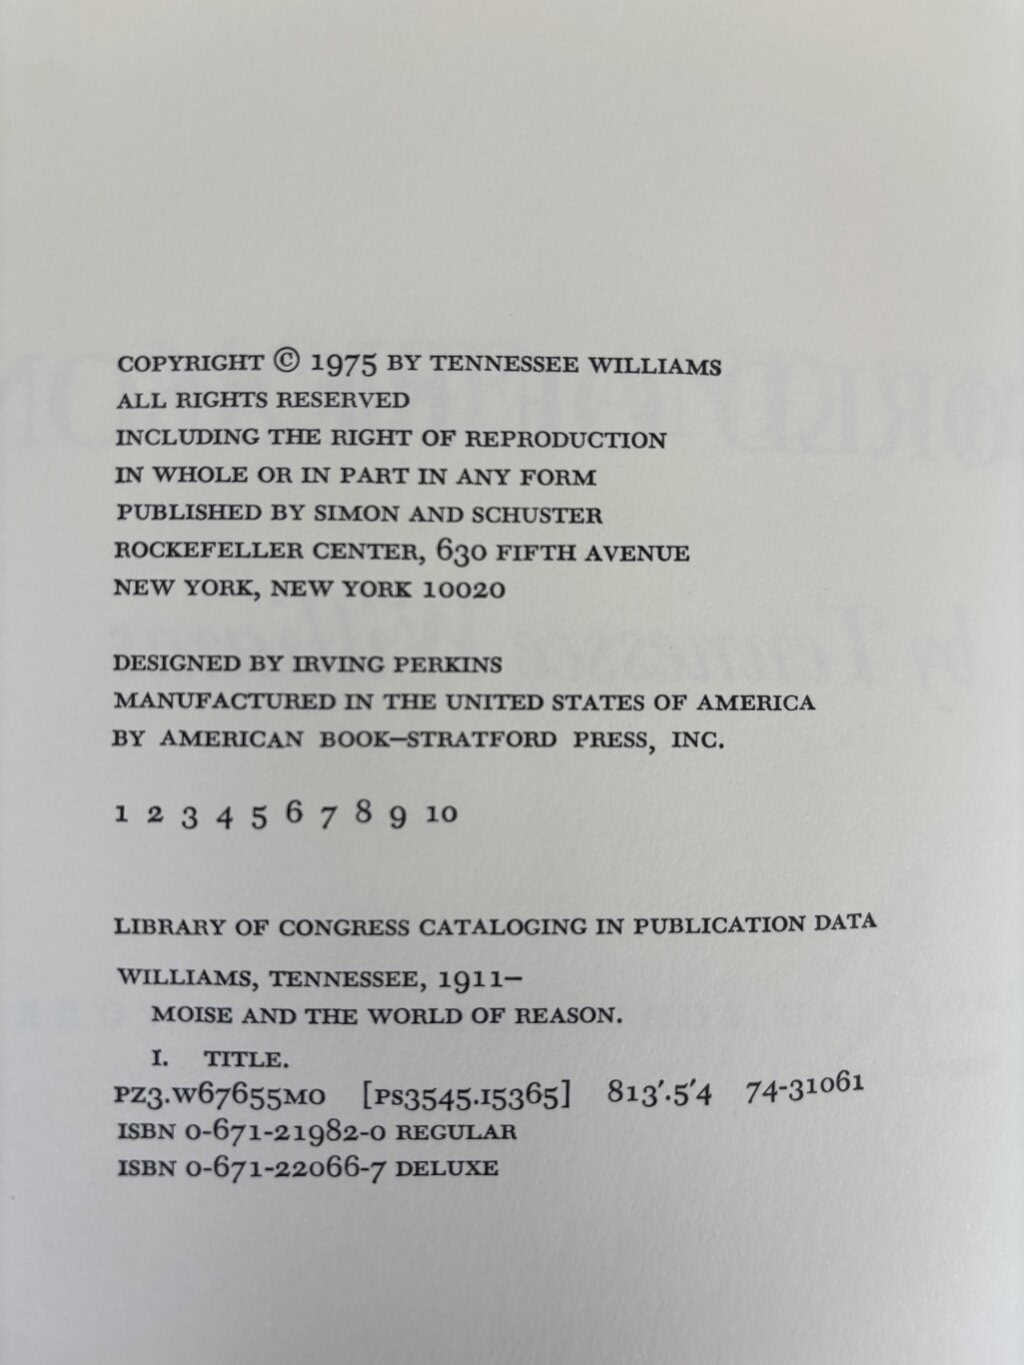 COPYRIGHT © 1975 BY TENNESSEE WILLIAMS
ALL RIGHTS RESERVED
INCLUDING THE RIGHT OF REPRODUCTION
IN WHOLE OR IN PART IN ANY FORM
PUBLISHED BY SIMON AND SCHUSTER
ROCKEFELLER CENTER, 630 FIFTH AVENUE
NEW YORK, NEW YORK 10020
DESIGNED BY IRVING PERKINS
MANUFACTURED IN THE UNITED STATES OF AMERICA
BY AMERICAN BOOK–STRATFORD PRESS, INC.
1 2 3 4 5 6 7 8 9 10
LIBRARY OF CONGRESS CATALOGING IN PUBLICATION DATA
WILLIAMS, TENNESSEE, 1911–
MOISE AND THE WORLD OF REASON.
I. TITLE.
PZ3.W67655MO [PS3545.I5365] 813'.5'4 74-31061
ISBN 0-671-21982-0 REGULAR
ISBN 0-671-22066-7 DELUXE